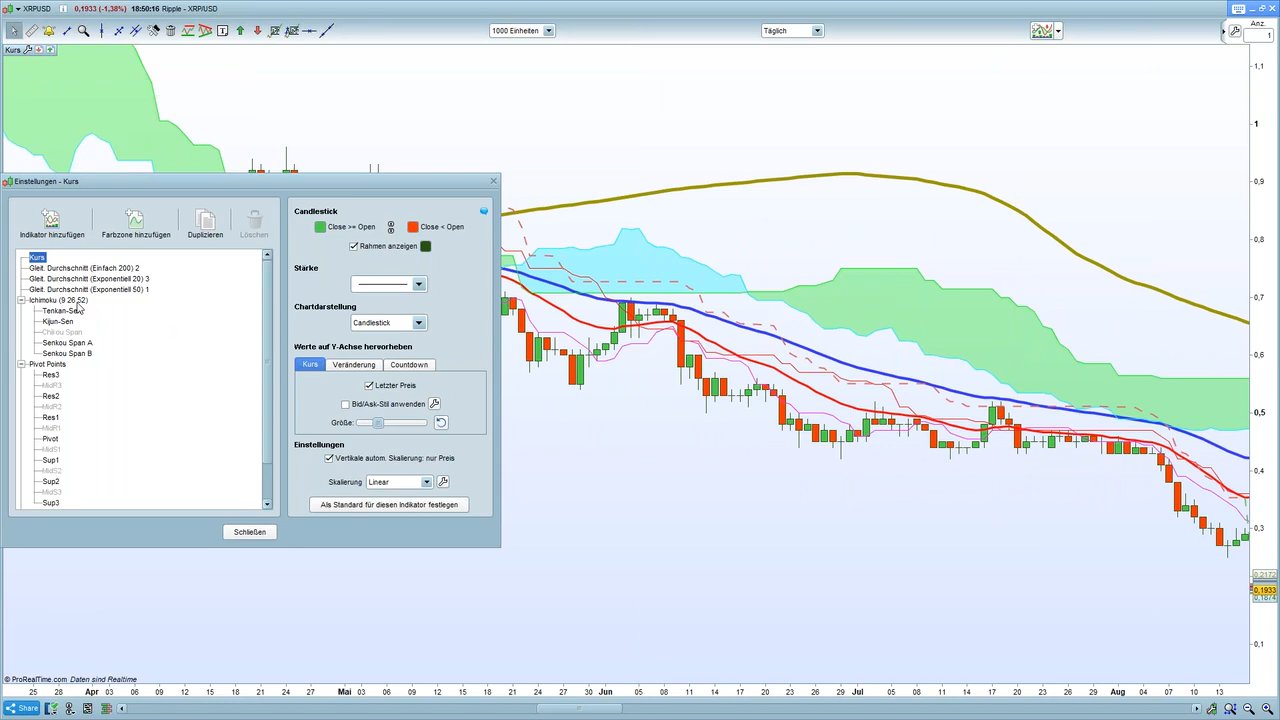 XRPUSD 0,1933 (-1,38%) 18:50:16 Ripple - XRP/USD
1000 Einheiten
Täglich
Anz.
1
Kurs
Einstellungen - Kurs
Indikator hinzufügen
Farbzone hinzufügen
Duplizieren
Löschen
Kurs
Gleit. Durchschnitt (Einfach 200) 2
Gleit. Durchschnitt (Exponentiell 20) 3
Gleit. Durchschnitt (Exponentiell 50) 1
Ichimoku (9 26 52)
Tenkan-Sen
Kijun-Sen
Chikou Span
Senkou Span A
Senkou Span B
Pivot Points
Res3
MidR3
Res2
MidR2
Res1
MidR1
Pivot
MidS1
Sup1
MidS2
Sup2
MidS3
Sup3
Schließen
Candlestick
Close >= Open
Close < Open
Rahmen anzeigen
Stärke
Chartdarstellung
Candlestick
Werte auf Y-Achse hervorheben
Kurs
Veränderung
Countdown
Letzter Preis
Bid/Ask-Stil anwenden
Größe:
Einstellungen
Vertikale autom. Skalierung: nur Preis
Skalierung
Linear
Als Standard für diesen Indikator festlegen
1,1
1
0,9
0,8
0,7
0,6
0,5
0,4
0,3
0,2172
0,1933
0,1874
0,1
© ProRealTime.com Daten sind Realtime
25 28 Apr 06 09 12 15 18 21 24 27 Mai 03 06 09 12 15 18 21 24 27 Jun 05 08 11 14 17 20 23 26 29 Jul 05 08 11 14 17 20 23 26 29 Aug 04 07 10 13
Share